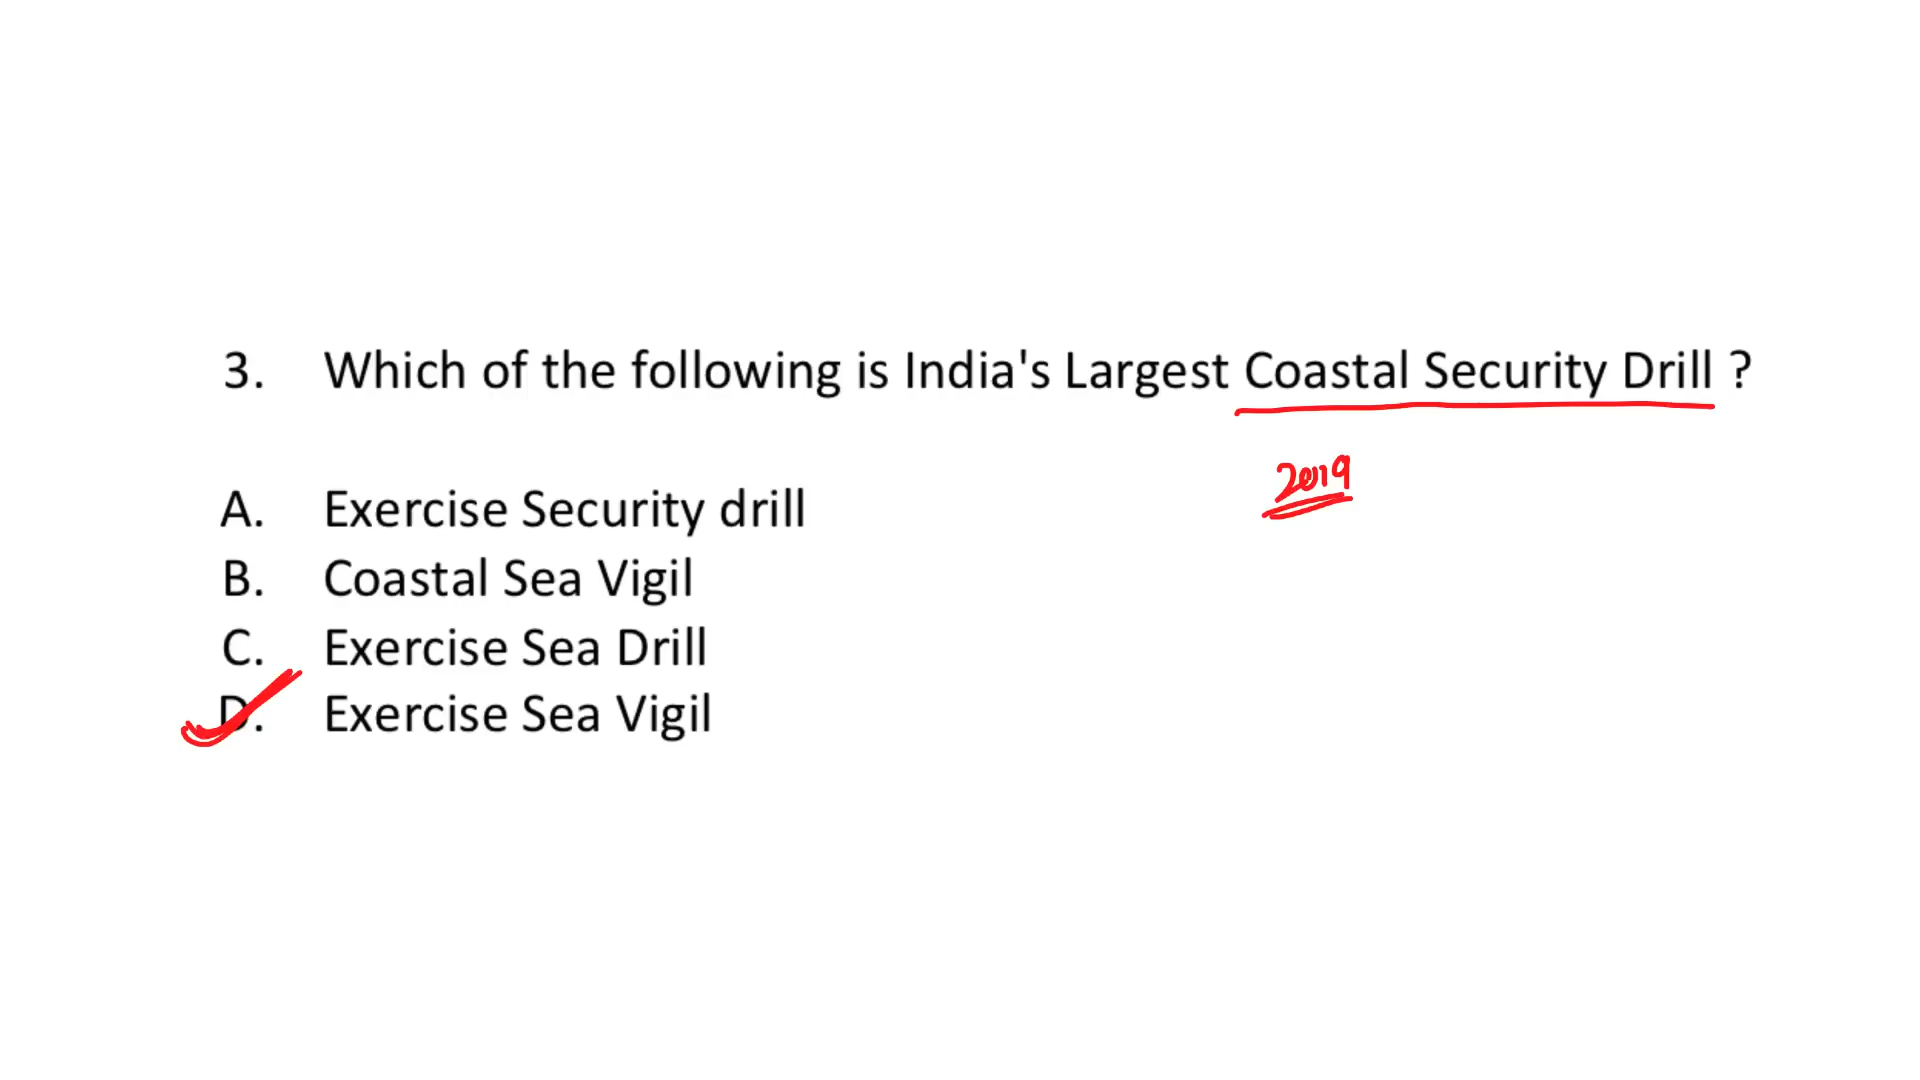 3. Which of the following is India's Largest Coastal Security Drill ?
2019
A. Exercise Security drill
B. Coastal Sea Vigil
C. Exercise Sea Drill
D. Exercise Sea Vigil